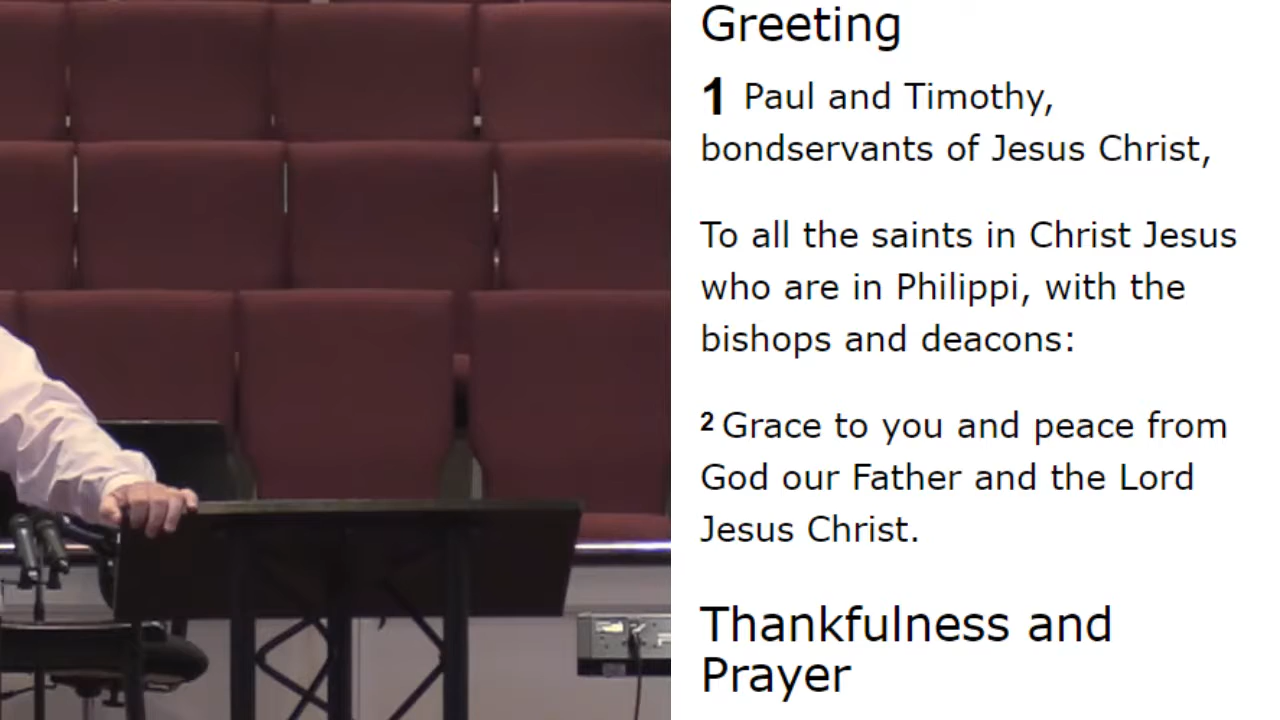 Greeting
1 Paul and Timothy,
bondservants of Jesus Christ,
To all the saints in Christ Jesus
who are in Philippi, with the
bishops and deacons:
2 Grace to you and peace from
God our Father and the Lord
Jesus Christ.
Thankfulness and
Prayer